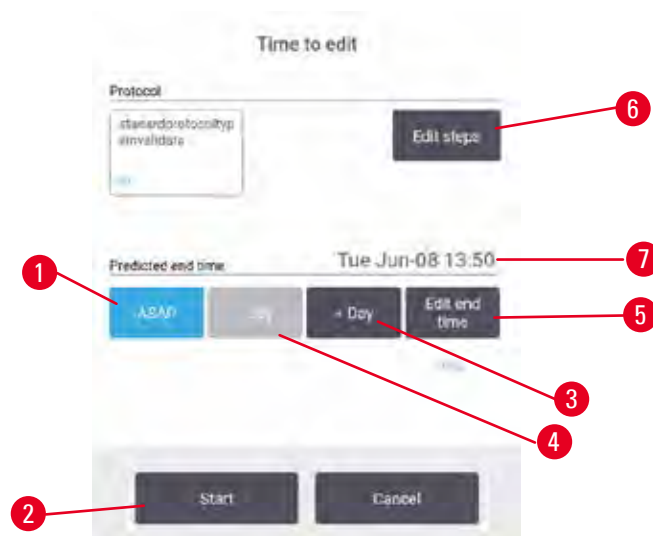 Time to edit
Protocol
6
Edit steps
Predicted end time
Tue Jun-08 13:50
7
1
ASAP
+ Day
Edit end
time
5
3
4
Start
Cancel
2